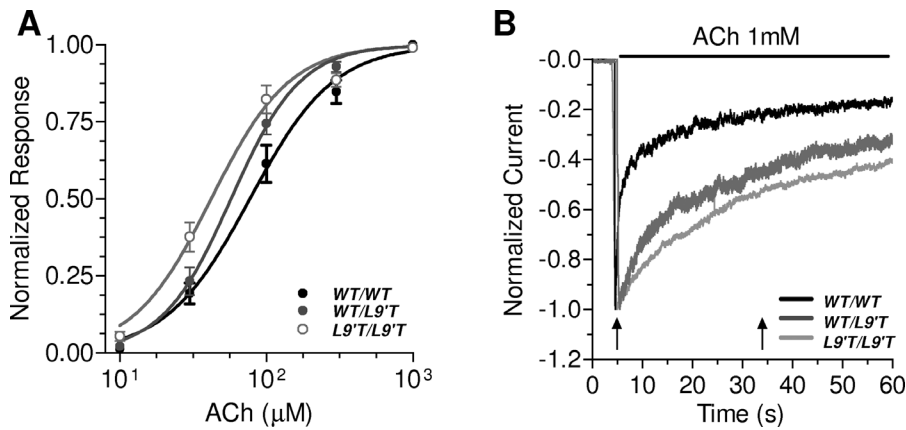 A
Normalized Response
1.00
0.75
0.50
0.25
0.00
10¹
10²
10³
ACh (μM)
WT/WT
WT/L9'T
L9'T/L9'T
B
ACh 1mM
Normalized Current
-0.0
-0.2
-0.4
-0.6
-0.8
-1.0
-1.2
0
10
20
30
40
50
60
Time (s)
WT/WT
WT/L9'T
L9'T/L9'T